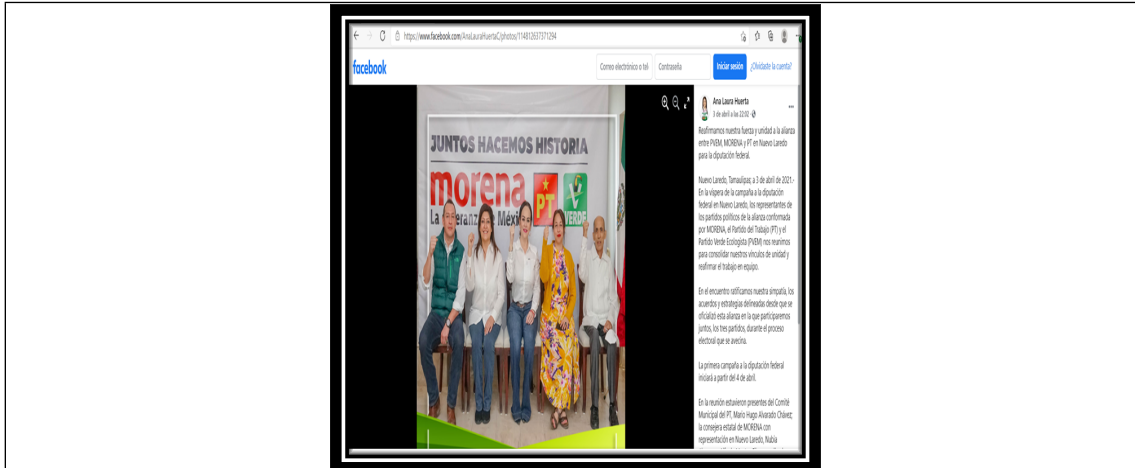 https://www.facebook.com/AnaLauraHuertaC/photos/114812637371294
facebook
Correo electrónico o tel
Contraseña
Iniciar sesión
¿Olvidaste la cuenta?
JUNTOS HACEMOS HISTORIA
morena
La esperanza de México
PT
VERDE
Ana Laura Huerta
3 de abril a las 22:02
Reafirmamos nuestra fuerza y unidad a la alianza
entre PVEM, MORENA y PT en Nuevo Laredo
para la diputación federal.
Nuevo Laredo, Tamaulipas; a 3 de abril de 2021.-
En la víspera de la campaña a la diputación
federal en Nuevo Laredo, los representantes de
los partidos políticos de la alianza conformada
por MORENA, el Partido del Trabajo (PT) y el
Partido Verde Ecologista (PVEM) nos reunimos
para consolidar nuestros vínculos de unidad y
reafirmar el trabajo en equipo.
En el encuentro ratificamos nuestra simpatía, los
acuerdos y estrategias delineadas desde que se
oficializó esta alianza en la que participaremos
juntos, los tres partidos, durante el proceso
electoral que se avecina.
La primera campaña a la diputación federal
iniciará a partir del 4 de abril.
En la reunión estuvieron presentes del Comité
Municipal del PT, Mario Hugo Alvarado Chávez;
la consejera estatal de MORENA con
representación en Nuevo Laredo, Nubia